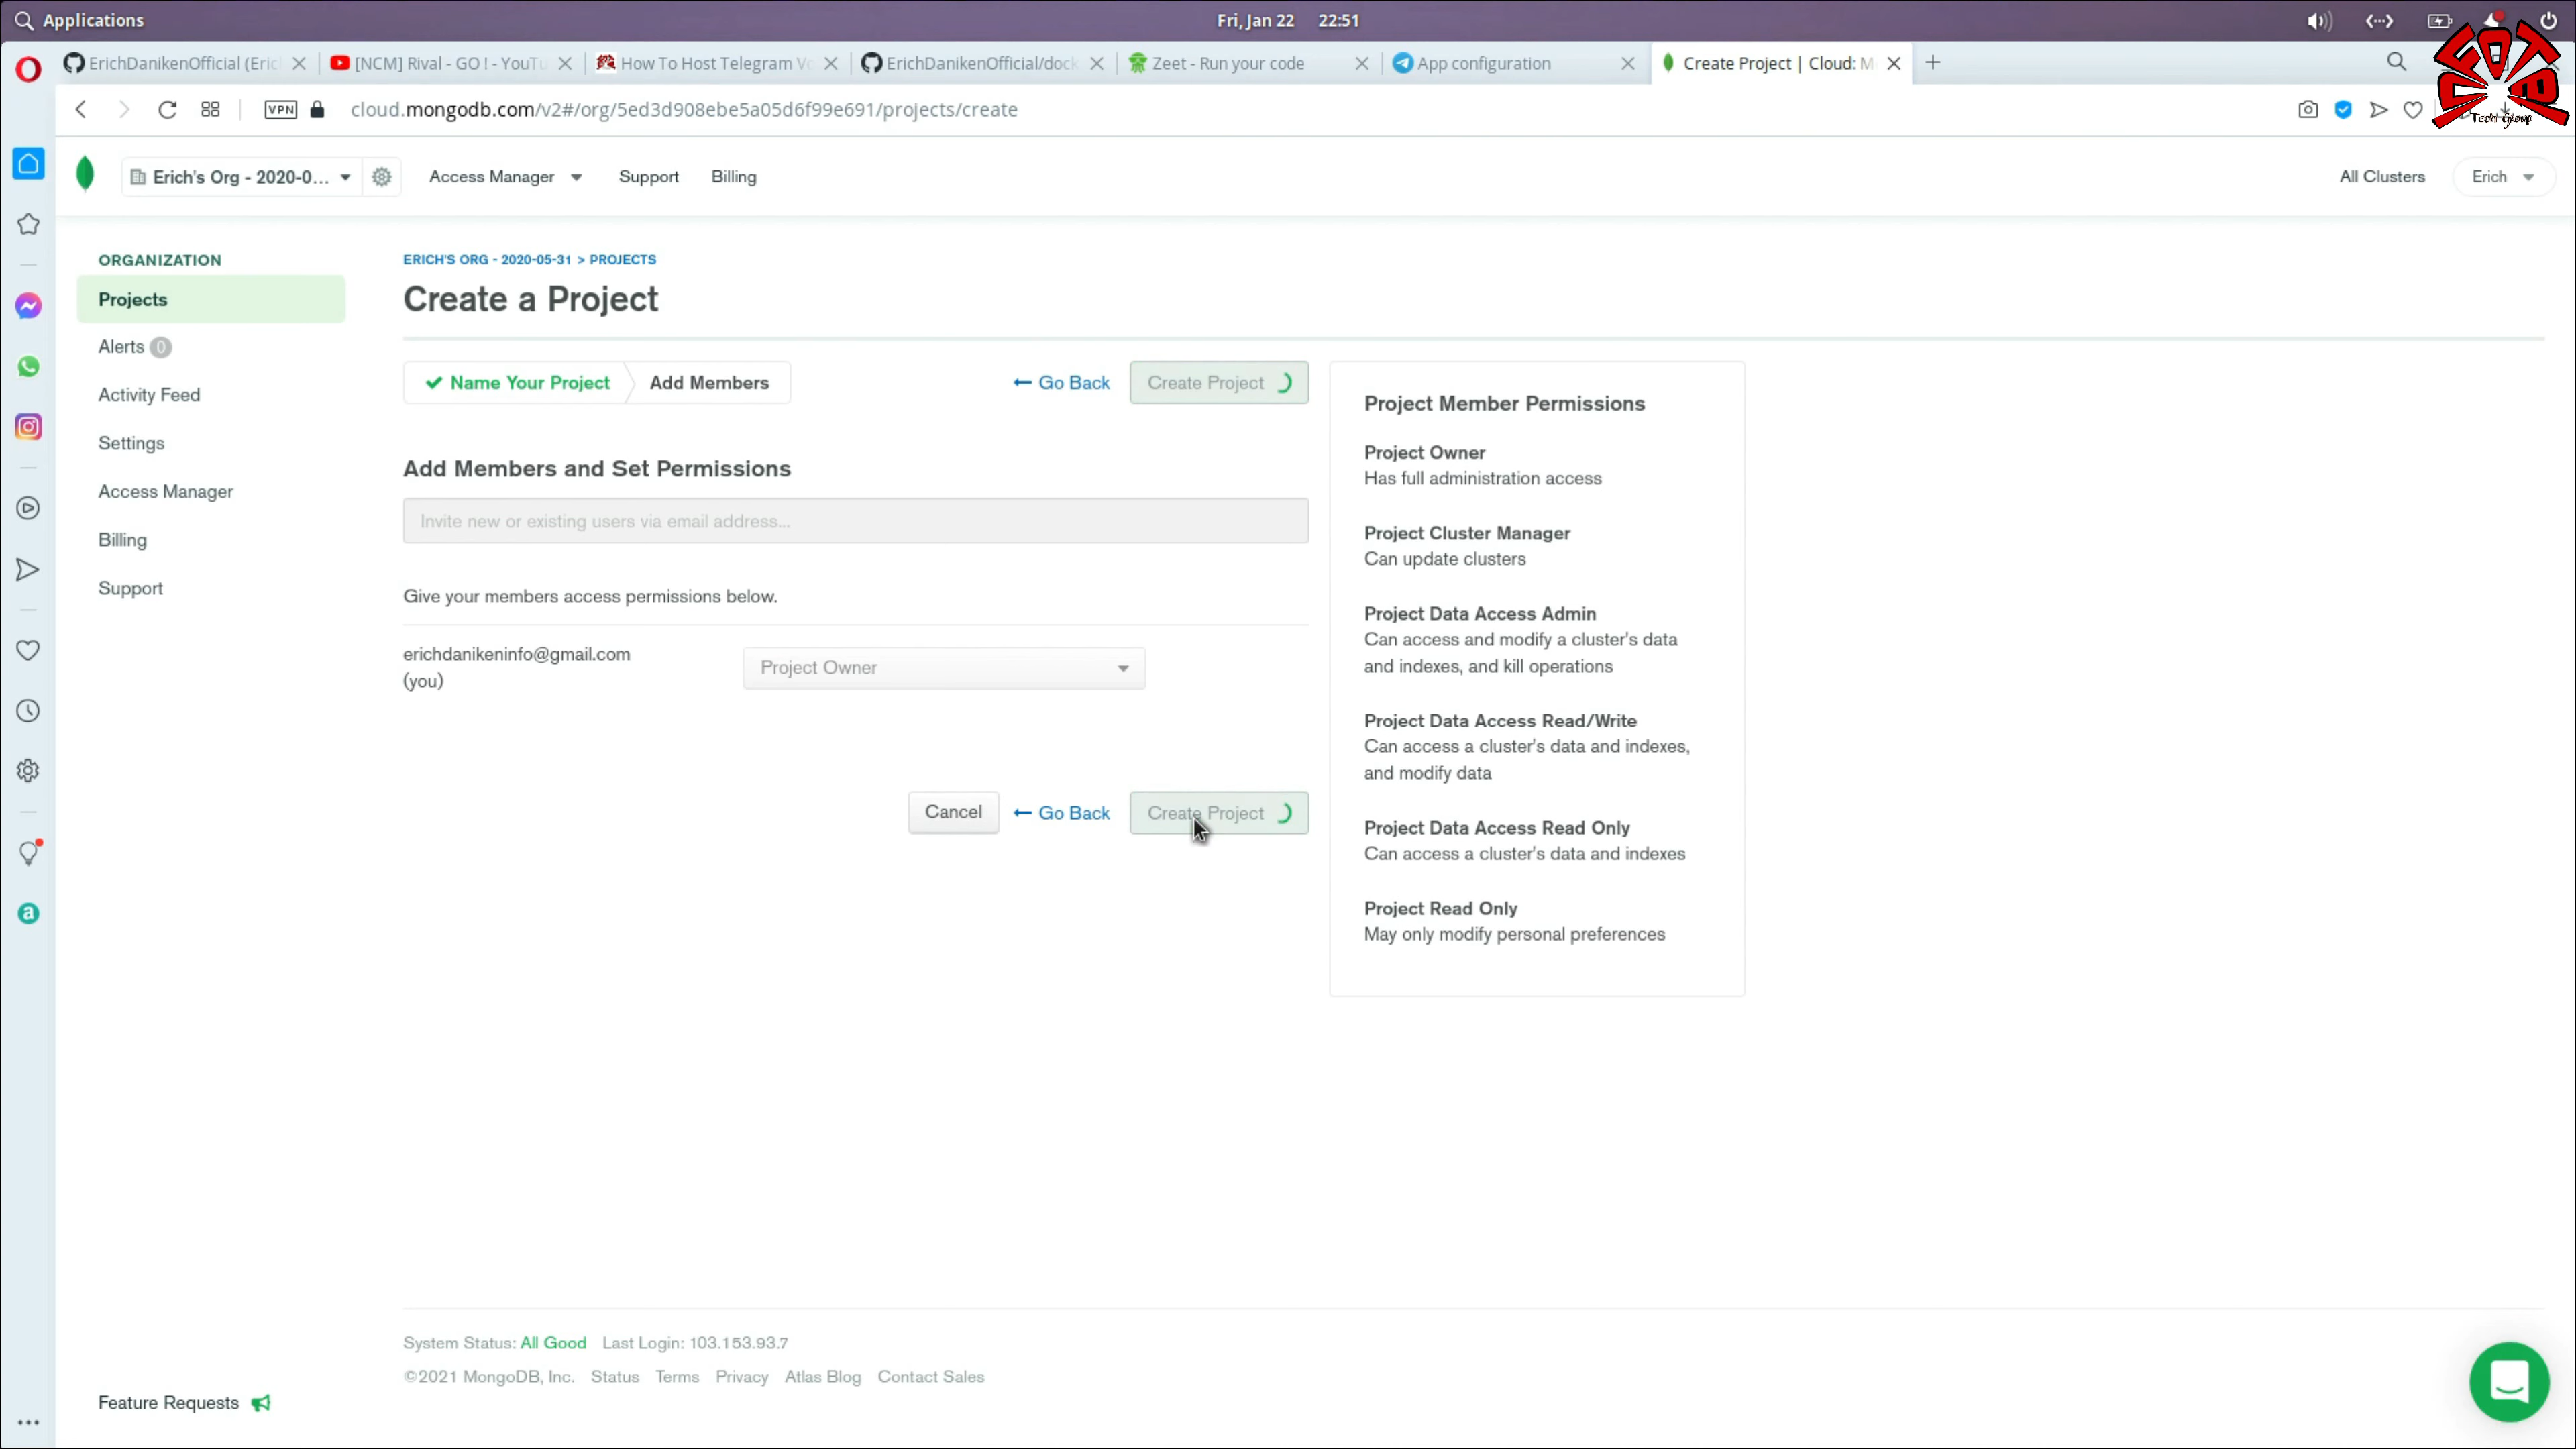 Applications
Fri, Jan 22 22:51
ErichDanikenOfficial (Eric
[NCM] Rival - GO ! - YouTu
How To Host Telegram Vo
ErichDanikenOfficial/dock
Zeet - Run your code
App configuration
Create Project | Cloud: M
VPN
cloud.mongodb.com/v2#/org/5ed3d908ebe5a05d6f99e691/projects/create
Tech Group
Erich's Org - 2020-0...
Access Manager
Support
Billing
All Clusters
Erich
ORGANIZATION
Projects
Alerts 0
Activity Feed
Settings
Access Manager
Billing
Support
ERICH'S ORG - 2020-05-31 > PROJECTS
Create a Project
Name Your Project
Add Members
Go Back
Create Project
Add Members and Set Permissions
Invite new or existing users via email address...
Give your members access permissions below.
erichdanikeninfo@gmail.com
(you)
Project Owner
Cancel
Go Back
Create Project
Project Member Permissions
Project Owner
Has full administration access
Project Cluster Manager
Can update clusters
Project Data Access Admin
Can access and modify a cluster's data
and indexes, and kill operations
Project Data Access Read/Write
Can access a cluster's data and indexes,
and modify data
Project Data Access Read Only
Can access a cluster's data and indexes
Project Read Only
May only modify personal preferences
System Status: All Good Last Login: 103.153.93.7
©2021 MongoDB, Inc. Status Terms Privacy Atlas Blog Contact Sales
Feature Requests